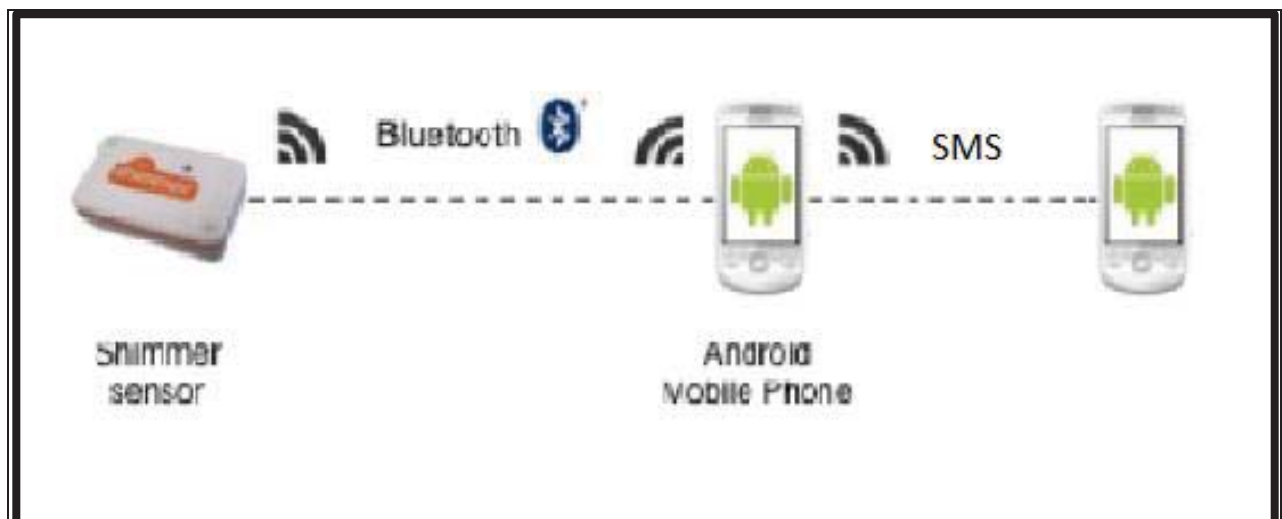 Bluetooth
SMS
Shimmer
sensor
Android
Mobile Phone